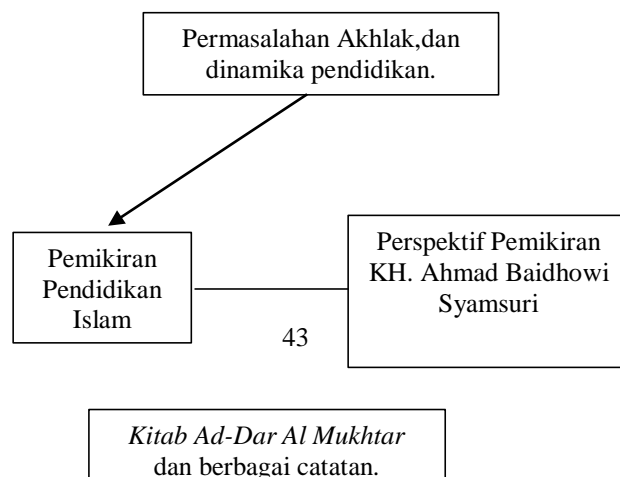 Permasalahan Akhlak,dan
dinamika pendidikan.
Pemikiran
Pendidikan
Islam
Perspektif Pemikiran
KH. Ahmad Baidhowi
Syamsuri
43
Kitab Ad-Dar Al Mukhtar
dan berbagai catatan.